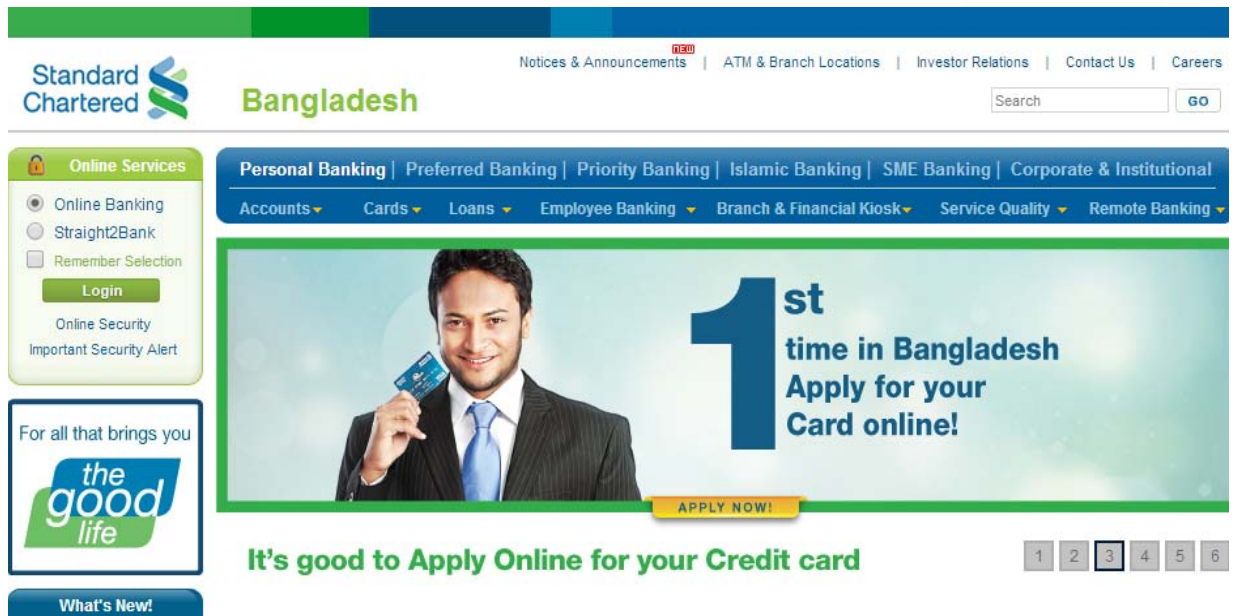 Standard
Chartered
Bangladesh
Notices & Announcements NEW | ATM & Branch Locations | Investor Relations | Contact Us | Careers
Search GO
Online Services
Online Banking
Straight2Bank
Remember Selection
Login
Online Security
Important Security Alert
For all that brings you
the
good
life
What's New!
Personal Banking | Preferred Banking | Priority Banking | Islamic Banking | SME Banking | Corporate & Institutional
Accounts Cards Loans Employee Banking Branch & Financial Kiosk Service Quality Remote Banking
1st
time in Bangladesh
Apply for your
Card online!
APPLY NOW!
It's good to Apply Online for your Credit card
1 2 3 4 5 6